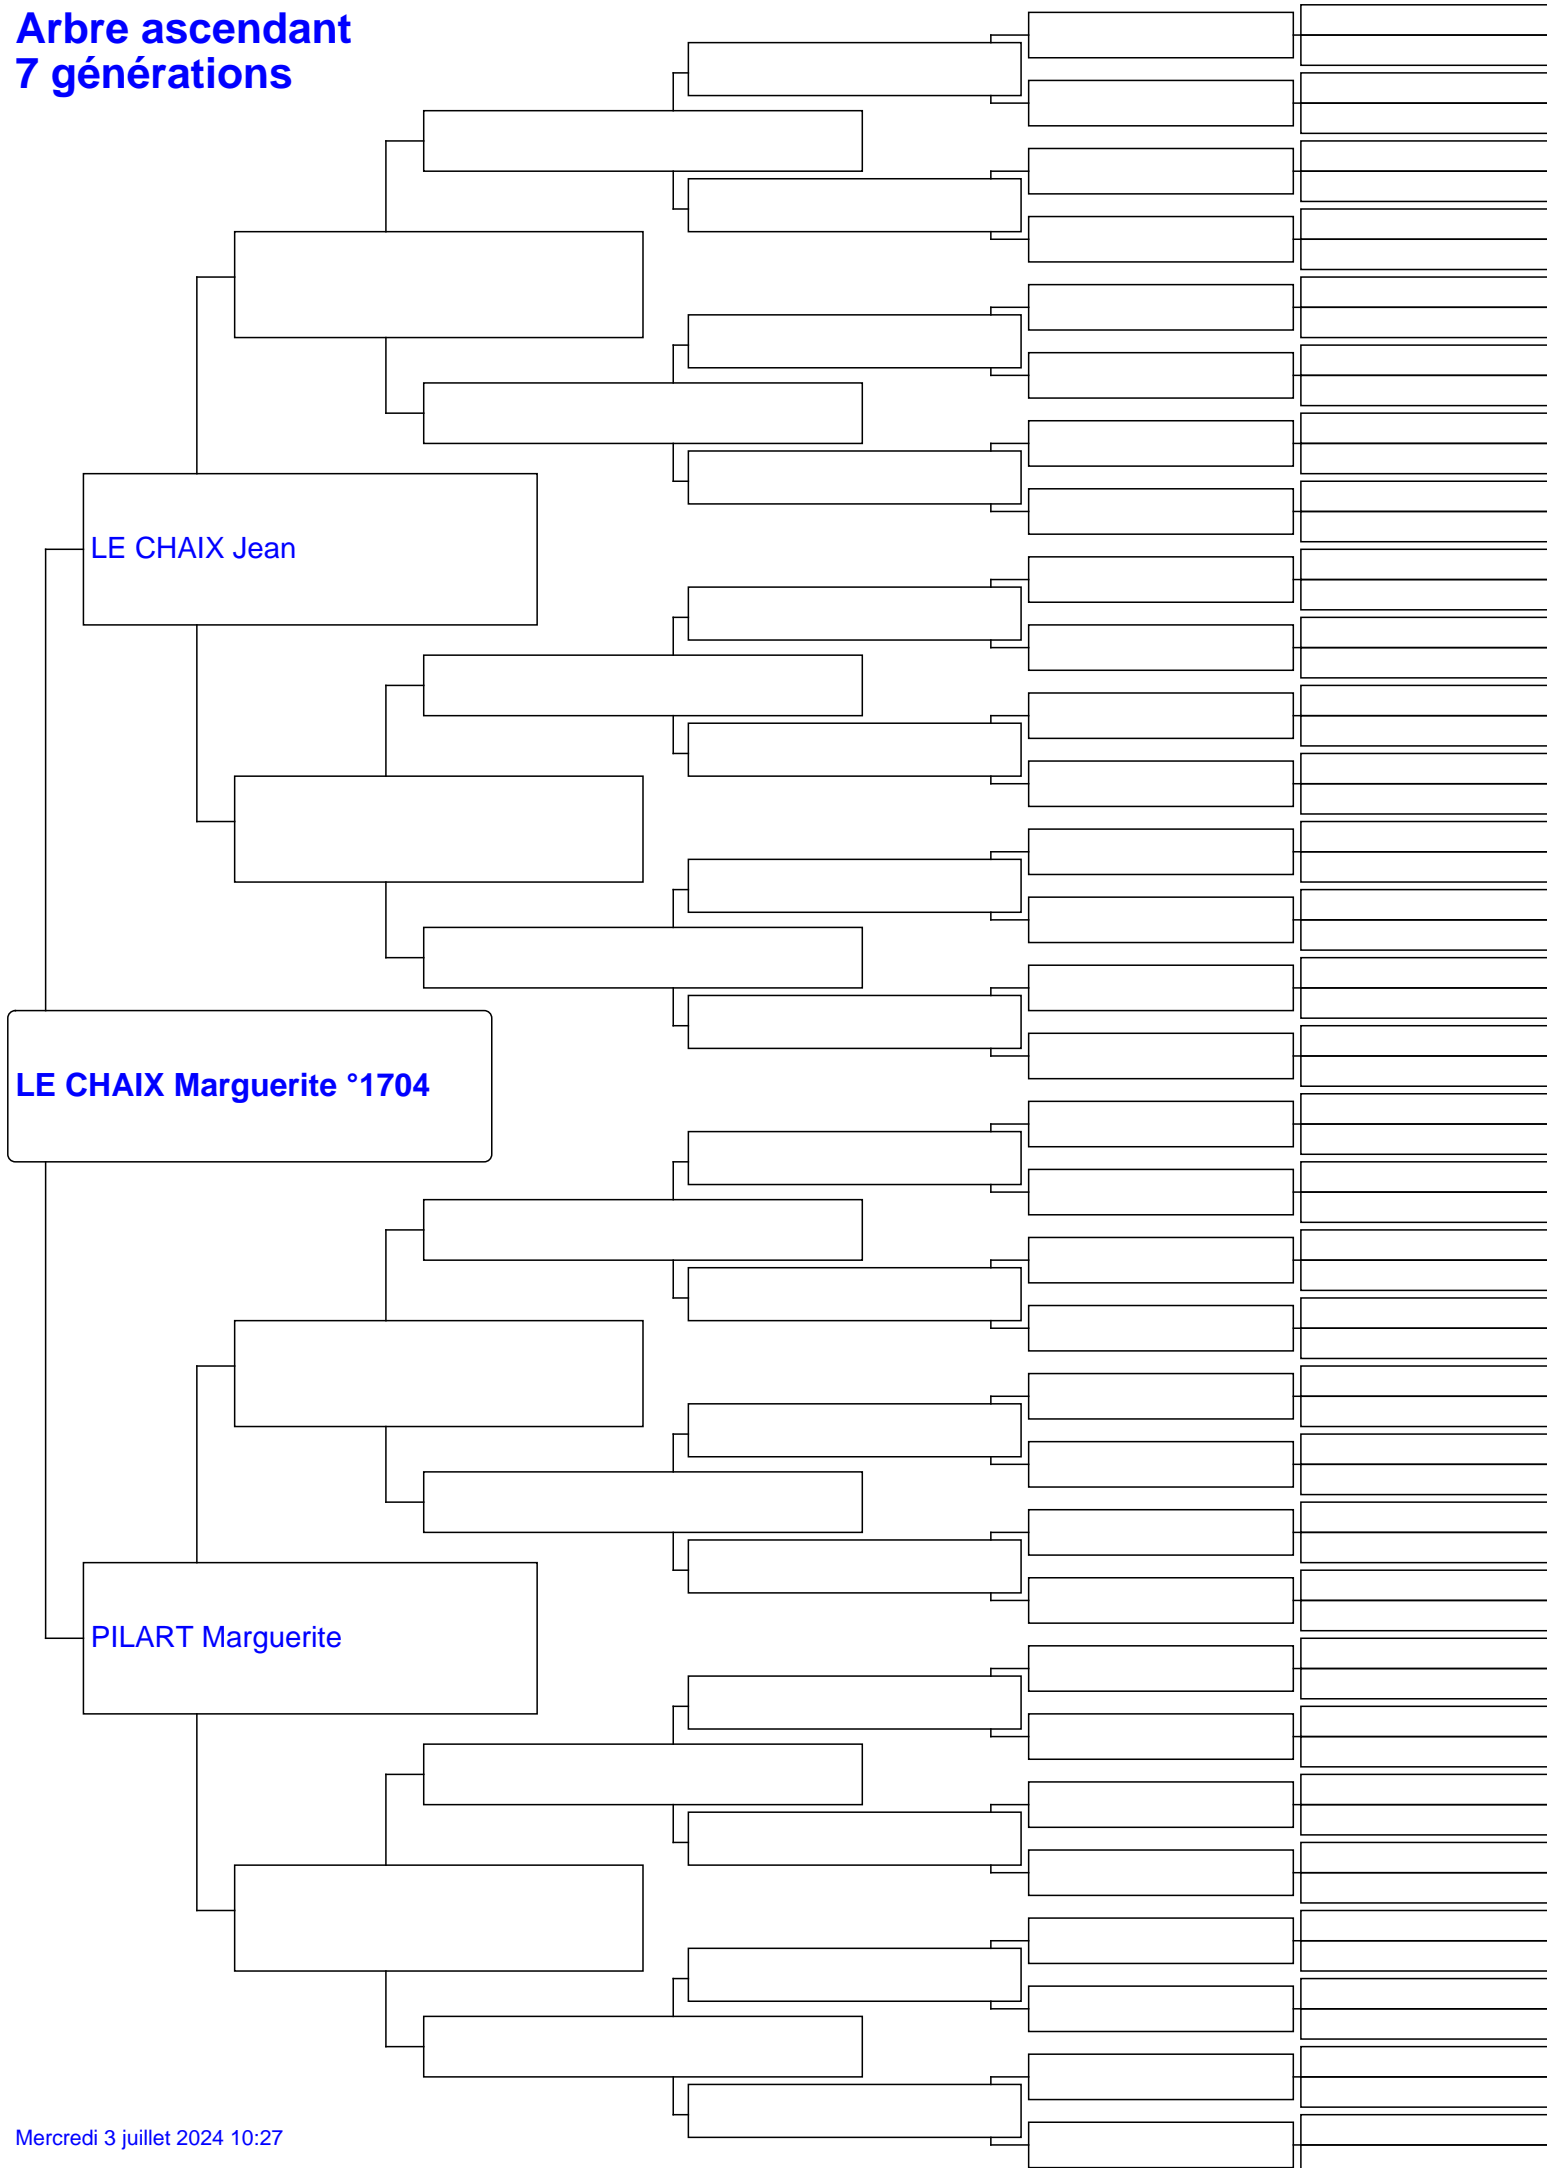 Arbre ascendant
7 générations
LE CHAIX Jean
LE CHAIX Marguerite °1704
PILART Marguerite
Mercredi 3 juillet 2024 10:27